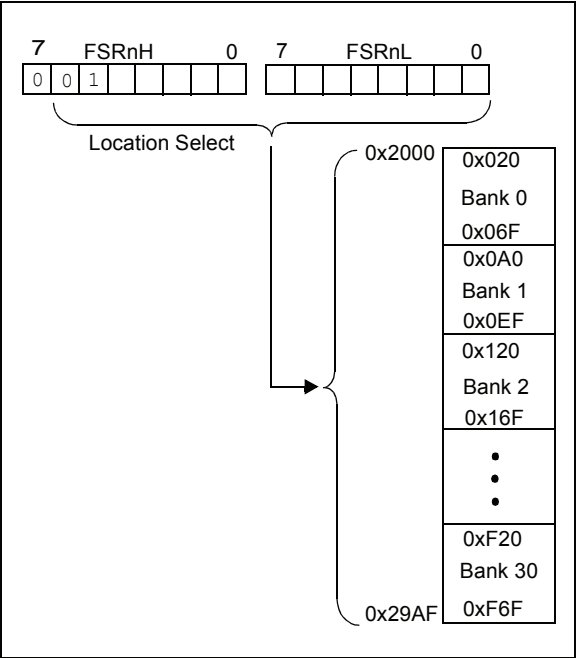 7 FSRnH 0 7 FSRnL 0
0 0 1
Location Select
0x2000
0x020
Bank 0
0x06F
0x0A0
Bank 1
0x0EF
0x120
Bank 2
0x16F
0xF20
Bank 30
0x29AF 0xF6F